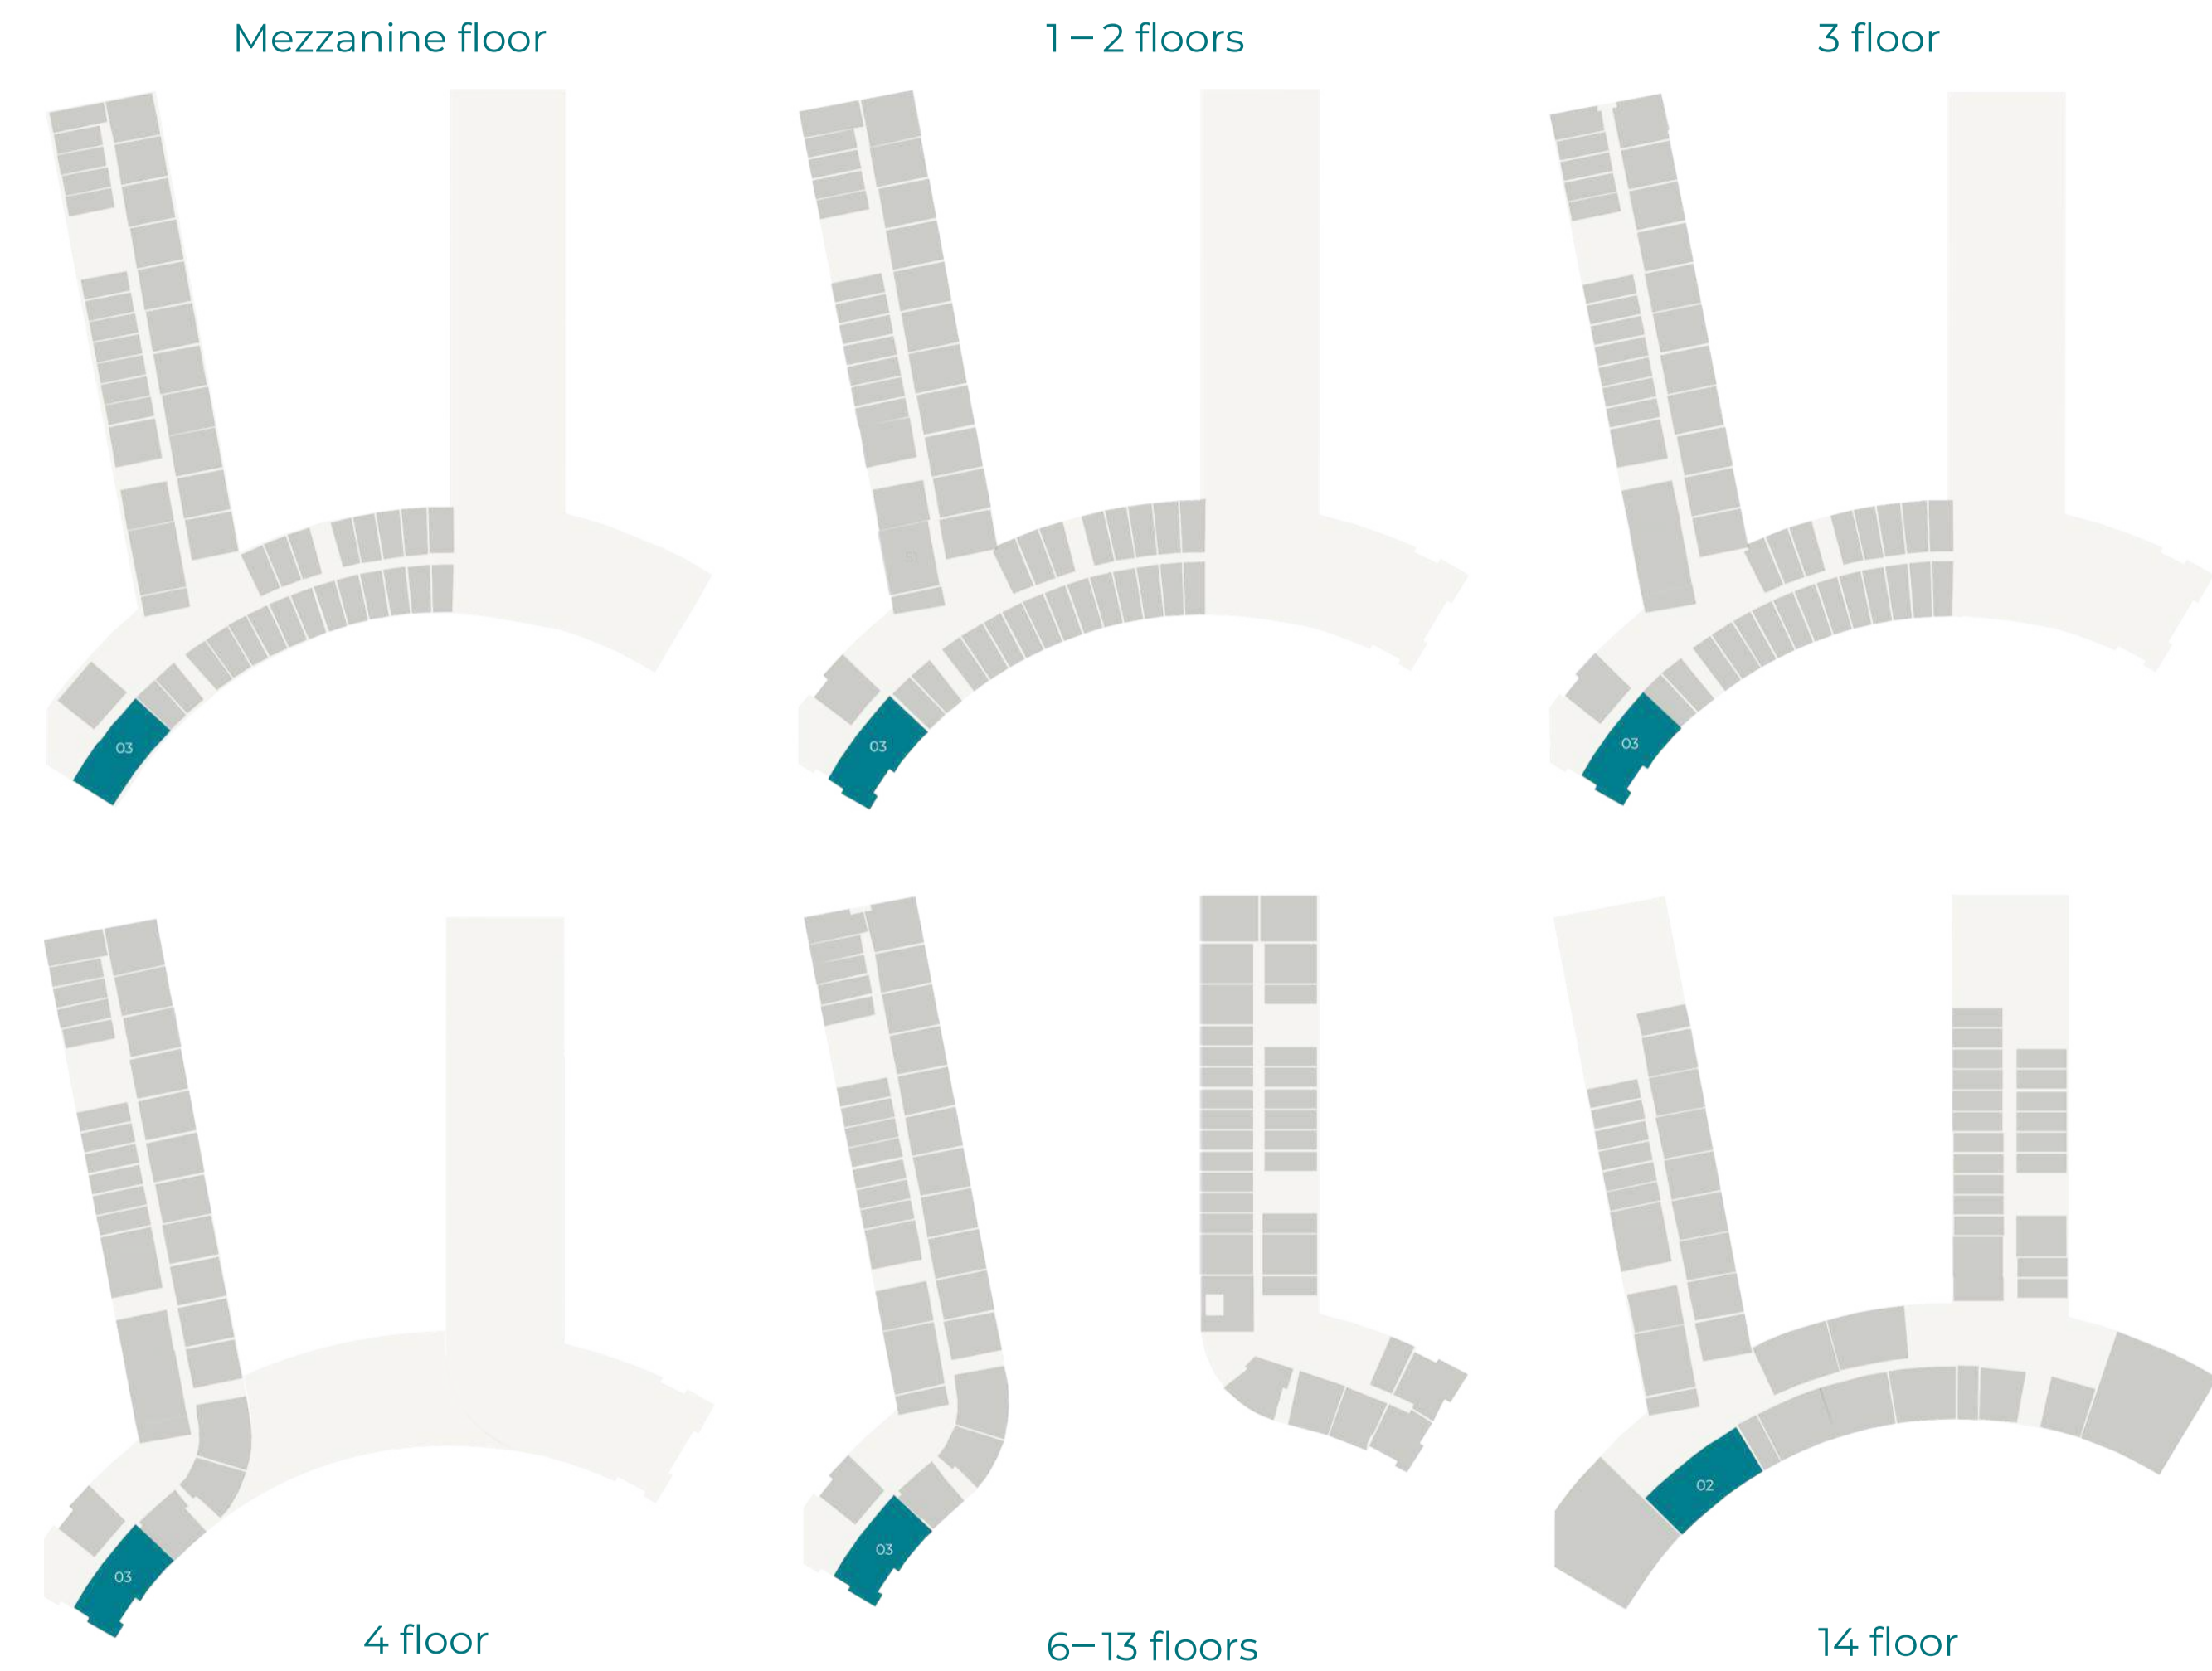 Mezzanine floor
1 – 2 floors
3 floor
03
03
03
03
03
02
4 floor
6–13 floors
14 floor